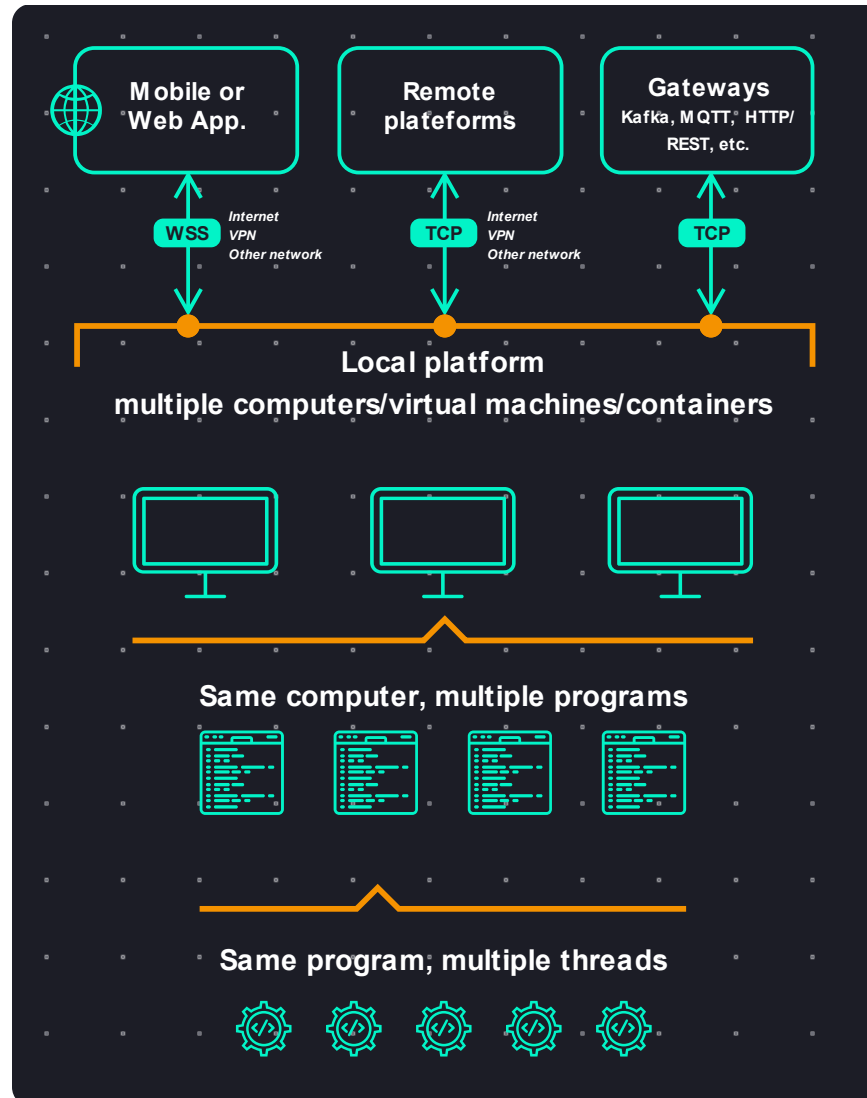 Mobile or
Web App.
Remote
plateforms
Gateways
Kafka, MQTT, HTTP/
REST, etc.
WSS
Internet
VPN
Other network
TCP
Internet
VPN
Other network
TCP
Local platform
multiple computers/virtual machines/containers
Same computer, multiple programs
Same program, multiple threads